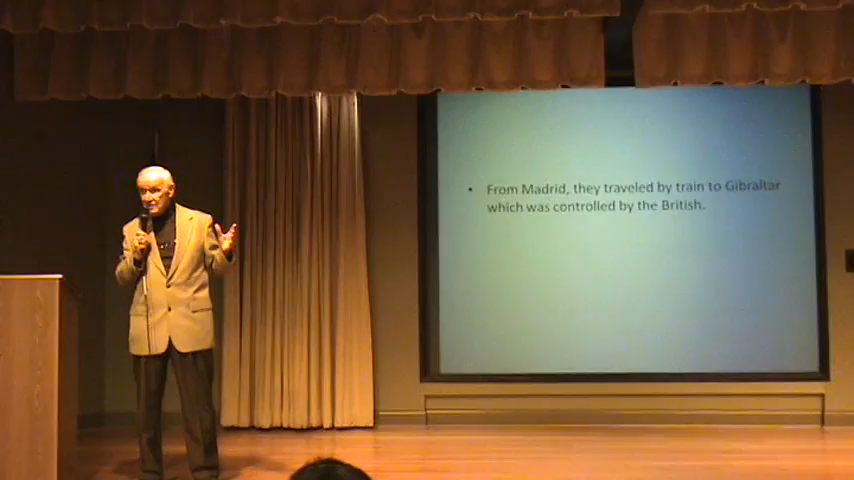 • From Madrid, they traveled by train to Gibraltar
which was controlled by the British.